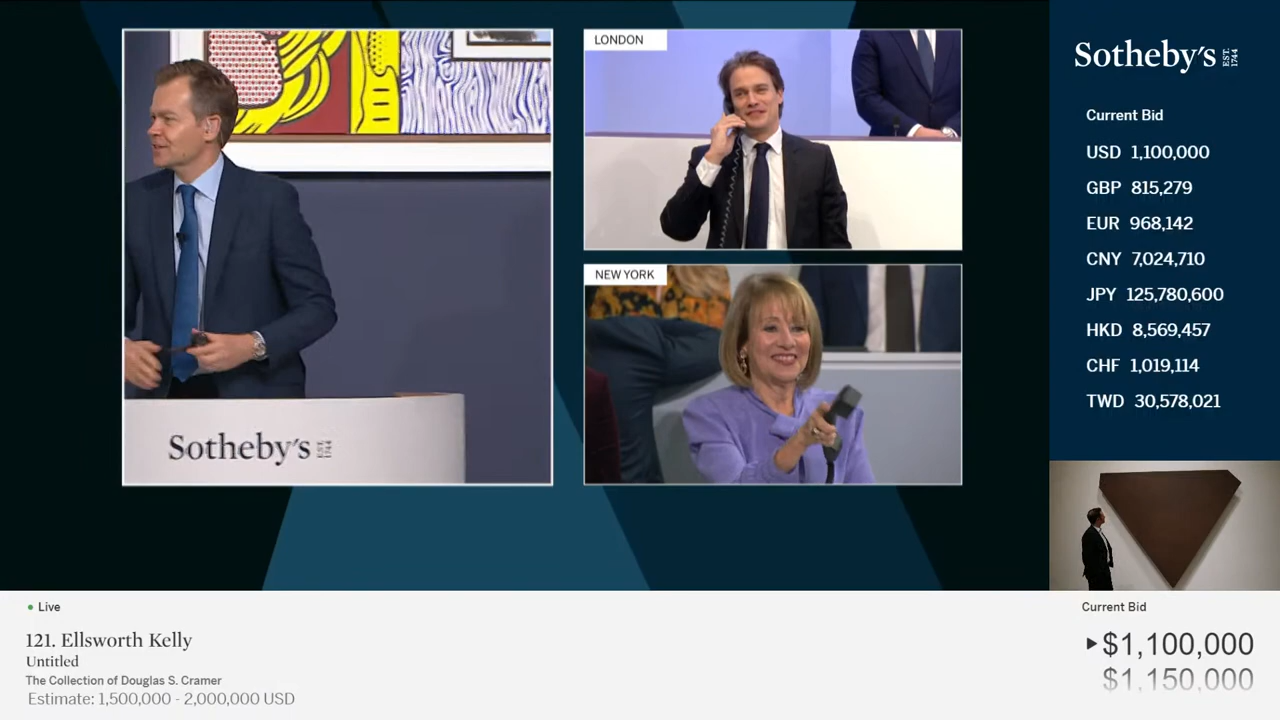 LONDON
NEW YORK
Sotheby's EST. 1744
Sotheby's EST. 1744
Current Bid
USD 1,100,000
GBP 815,279
EUR 968,142
CNY 7,024,710
JPY 125,780,600
HKD 8,569,457
CHF 1,019,114
TWD 30,578,021
Live
121. Ellsworth Kelly
Untitled
The Collection of Douglas S. Cramer
Estimate: 1,500,000 - 2,000,000 USD
Current Bid
$1,100,000
$1,150,000